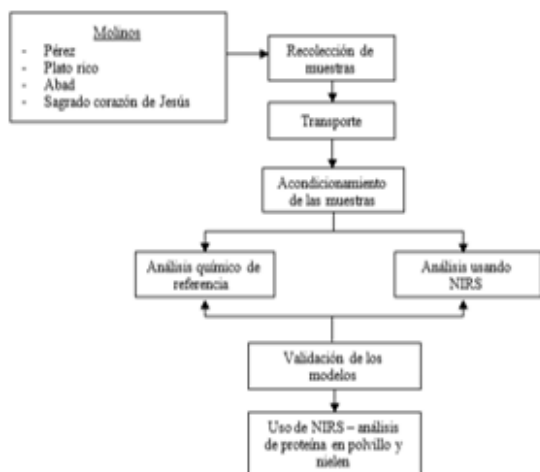 Molinos
- Pérez
- Plato rico
- Abad
- Sagrado corazón de Jesús
Recolección de
muestras
Transporte
Acondicionamiento
de las muestras
Análisis químico de
referencia
Análisis usando
NIRS
Validación de los
modelos
Uso de NIRS – análisis
de proteína en polvillo y
nielen